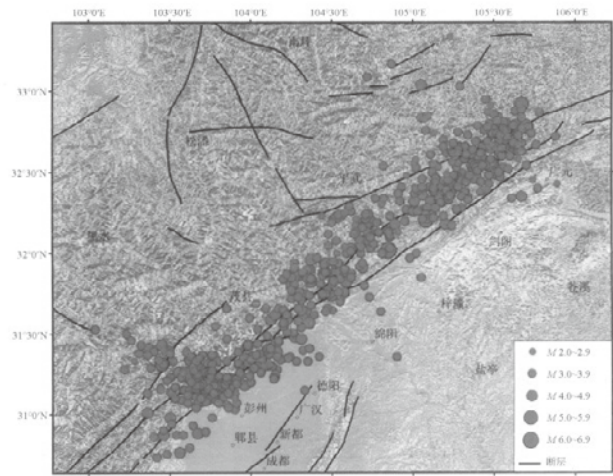 103°0'E 103°30'E 104°0'E 104°30'E 105°0'E 105°30'E 106°0'E
33°0'N
32°30'N
32°0'N
31°30'N
31°0'N
松潘
平武
广元
黑水
剑阁
苍溪
茂县
梓潼
绵阳
盐亭
德阳
彭州
广汉
郫县
新都
成都
M 2.0~2.9
M 3.0~3.9
M 4.0~4.9
M 5.0~5.9
M 6.0~6.9
断层